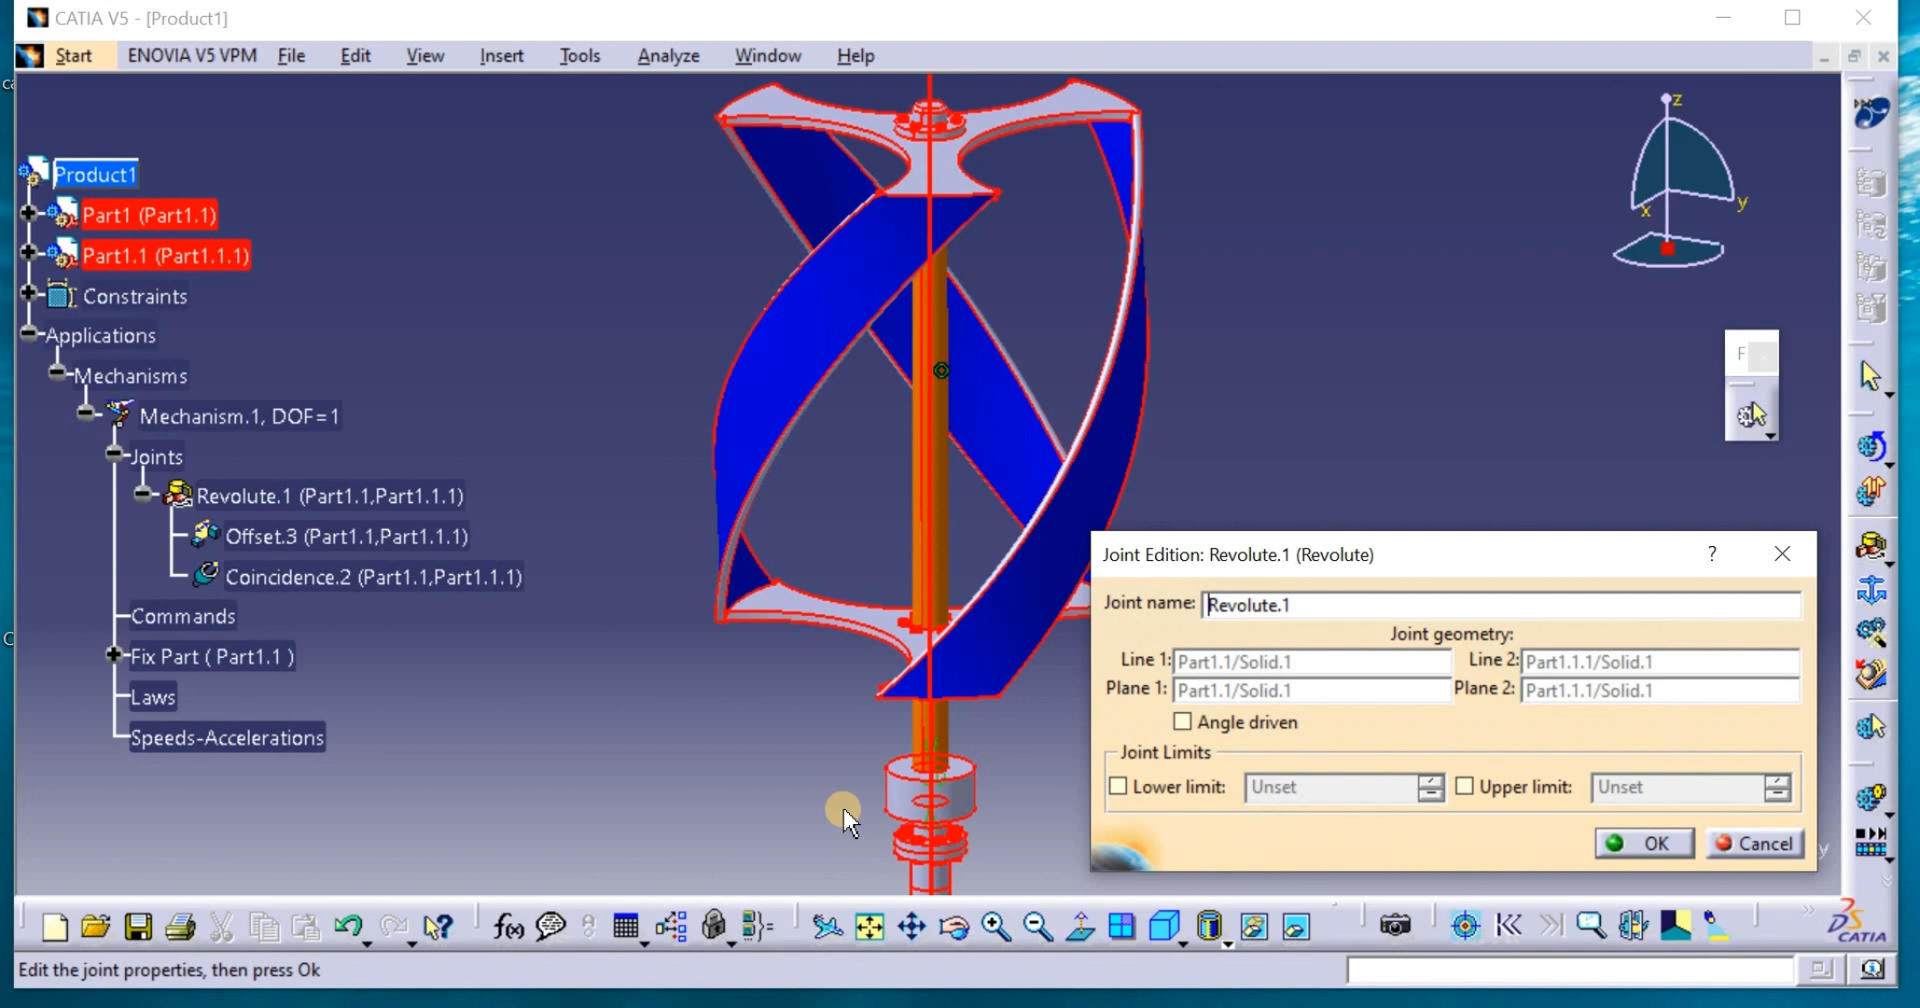 CATIA V5 - [Product1]
Start ENOVIA V5 VPM File Edit View Insert Tools Analyze Window Help
Product1
Part1 (Part1.1)
Part1.1 (Part1.1.1)
Constraints
Applications
Mechanisms
Mechanism.1, DOF=1
Joints
Revolute.1 (Part1.1,Part1.1.1)
Offset.3 (Part1.1,Part1.1.1)
Coincidence.2 (Part1.1,Part1.1.1)
Commands
Fix Part ( Part1.1 )
Laws
Speeds-Accelerations
z
y
x
F
Joint Edition: Revolute.1 (Revolute)
? 
Joint name: Revolute.1
Joint geometry:
Line 1: Part1.1/Solid.1 Line 2: Part1.1.1/Solid.1
Plane 1: Part1.1/Solid.1 Plane 2: Part1.1.1/Solid.1
Angle driven
Joint Limits
Lower limit: Unset Upper limit: Unset
OK Cancel
y
f(x)
CATIA
Edit the joint properties, then press Ok